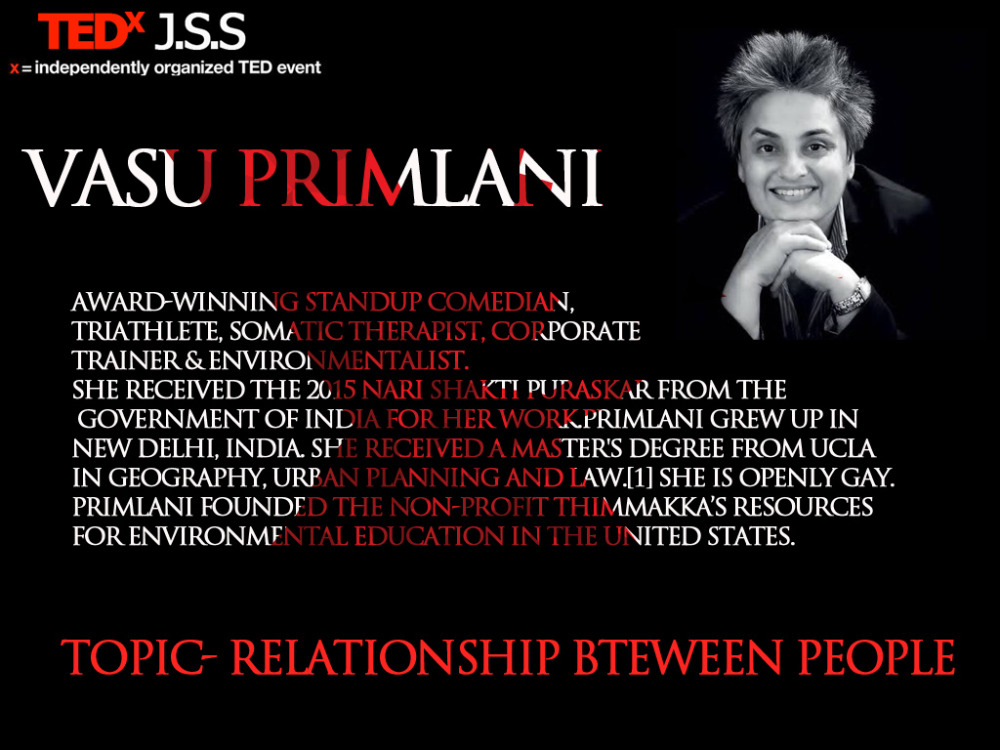 TEDx J.S.S
x = independently organized TED event
VASU PRIMLANI
AWARD-WINNING STANDUP COMEDIAN,
TRIATHLETE, SOMATIC THERAPIST, CORPORATE
TRAINER & ENVIRONMENTALIST.
SHE RECEIVED THE 2015 NARI SHAKTI PURASKAR FROM THE
GOVERNMENT OF INDIA FOR HER WORK.PRIMLANI GREW UP IN
NEW DELHI, INDIA. SHE RECEIVED A MASTER'S DEGREE FROM UCLA
IN GEOGRAPHY, URBAN PLANNING AND LAW.[1] SHE IS OPENLY GAY.
PRIMLANI FOUNDED THE NON-PROFIT THIMMAKKA’S RESOURCES
FOR ENVIRONMENTAL EDUCATION IN THE UNITED STATES.
TOPIC- RELATIONSHIP BTEWEEN PEOPLE